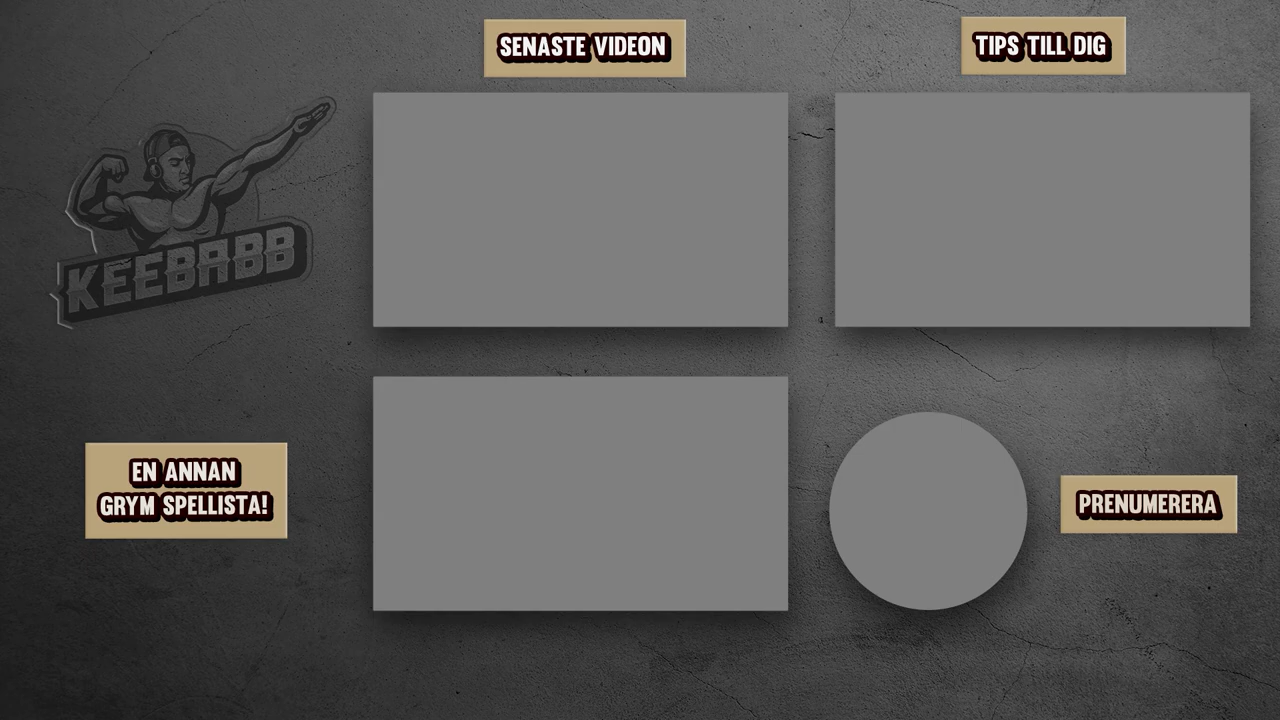 SENASTE VIDEON
TIPS TILL DIG
KEEBABB
EN ANNAN
GRYM SPELLISTA!
PRENUMERERA